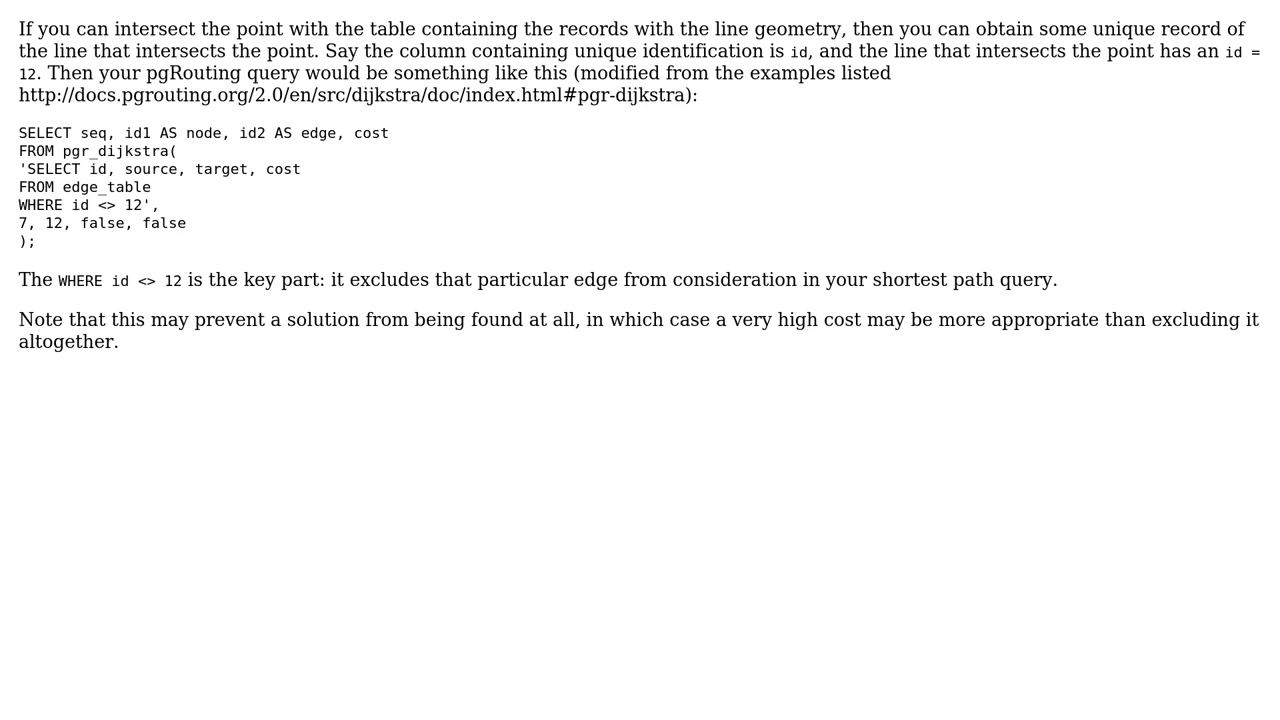 If you can intersect the point with the table containing the records with the line geometry, then you can obtain some unique record of
the line that intersects the point. Say the column containing unique identification is id, and the line that intersects the point has an id =
12. Then your pgRouting query would be something like this (modified from the examples listed
http://docs.pgrouting.org/2.0/en/src/dijkstra/doc/index.html#pgr-dijkstra):
SELECT seq, id1 AS node, id2 AS edge, cost
FROM pgr_dijkstra(
'SELECT id, source, target, cost
FROM edge_table
WHERE id <> 12',
7, 12, false, false
);
The WHERE id <> 12 is the key part: it excludes that particular edge from consideration in your shortest path query.
Note that this may prevent a solution from being found at all, in which case a very high cost may be more appropriate than excluding it
altogether.